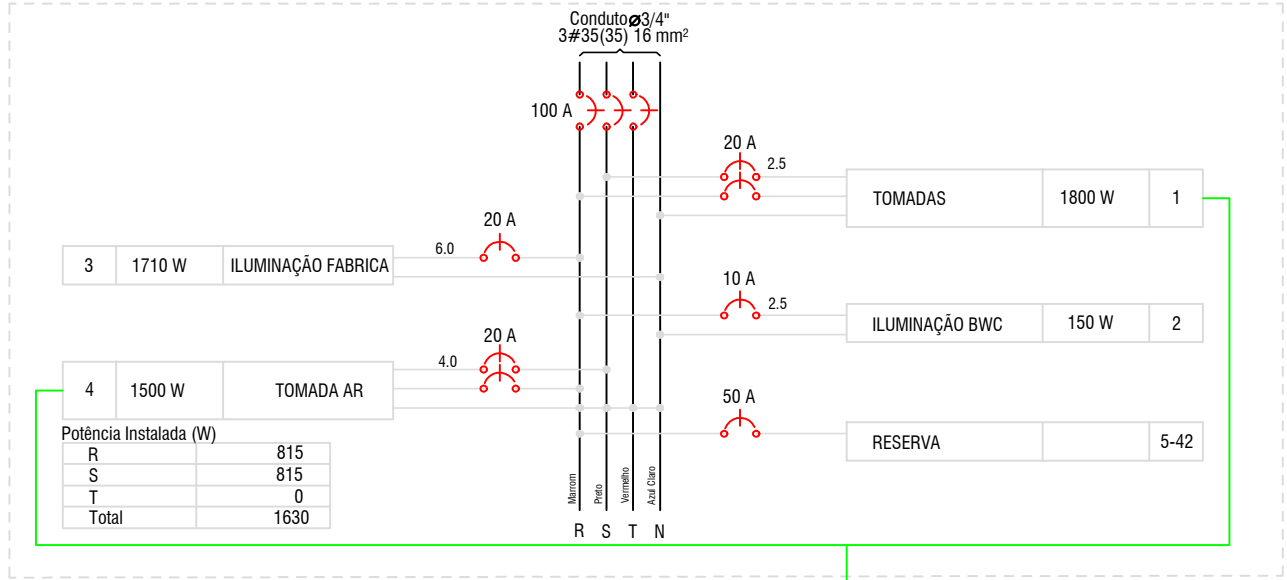 Conduto ø3/4"
3#35(35) 16 mm²
100 A
20 A
2.5
TOMADAS 1800 W 1
20 A
6.0
3 1710 W ILUMINAÇÃO FABRICA
10 A
2.5
ILUMINAÇÃO BWC 150 W 2
20 A
4.0
4 1500 W TOMADA AR
50 A
RESERVA 5-42
Potência Instalada (W)
R 815
S 815
T 0
Total 1630
Marrom
Preto
Vermelho
Azul Claro
R S T N